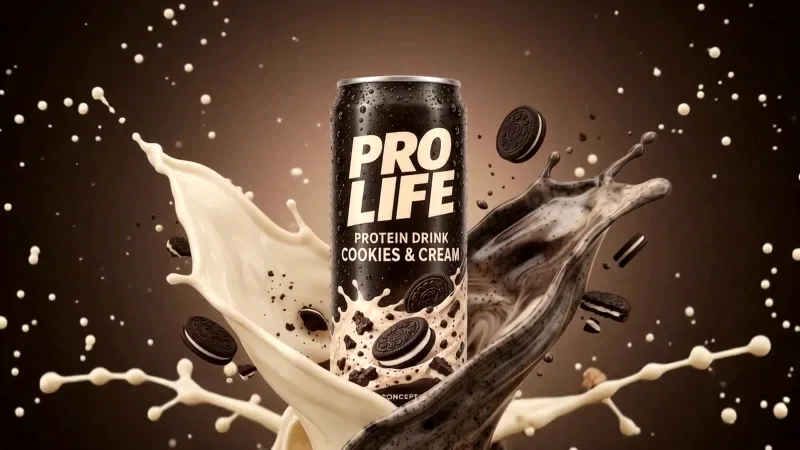 PRO
LIFE
PROTEIN DRINK
COOKIES & CREAM
CONCEPT